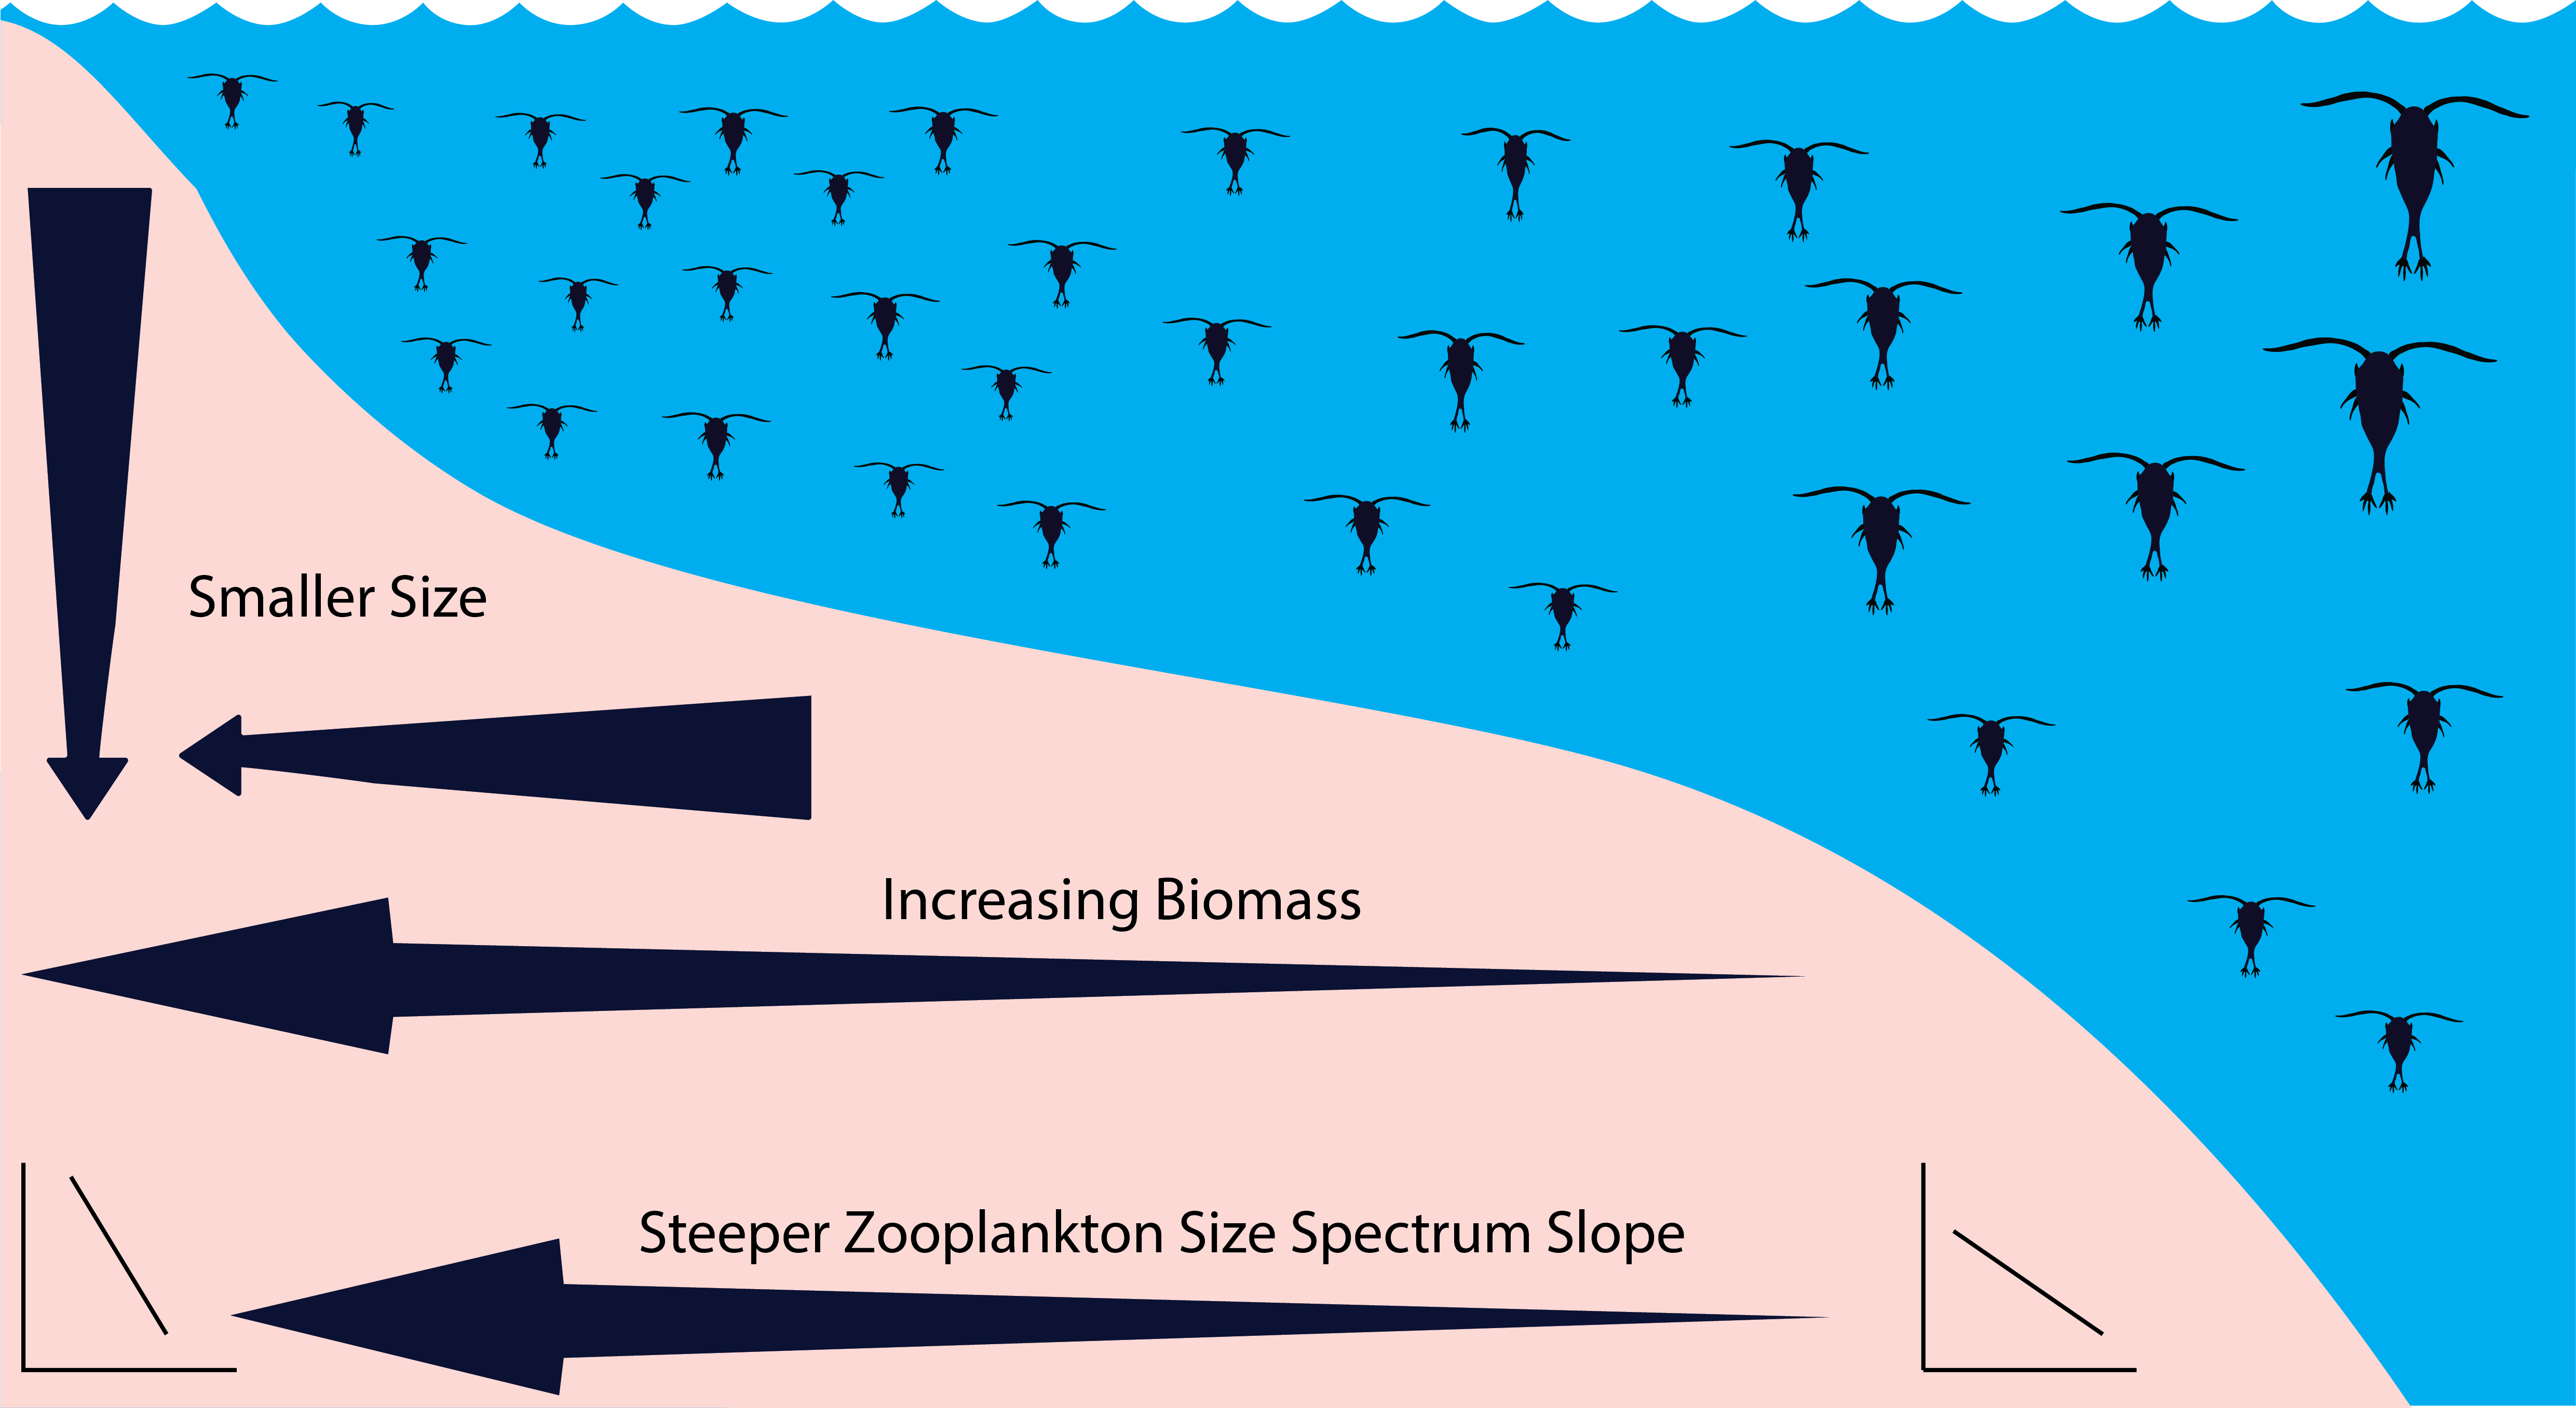 Smaller Size
Increasing Biomass
Steeper Zooplankton Size Spectrum Slope